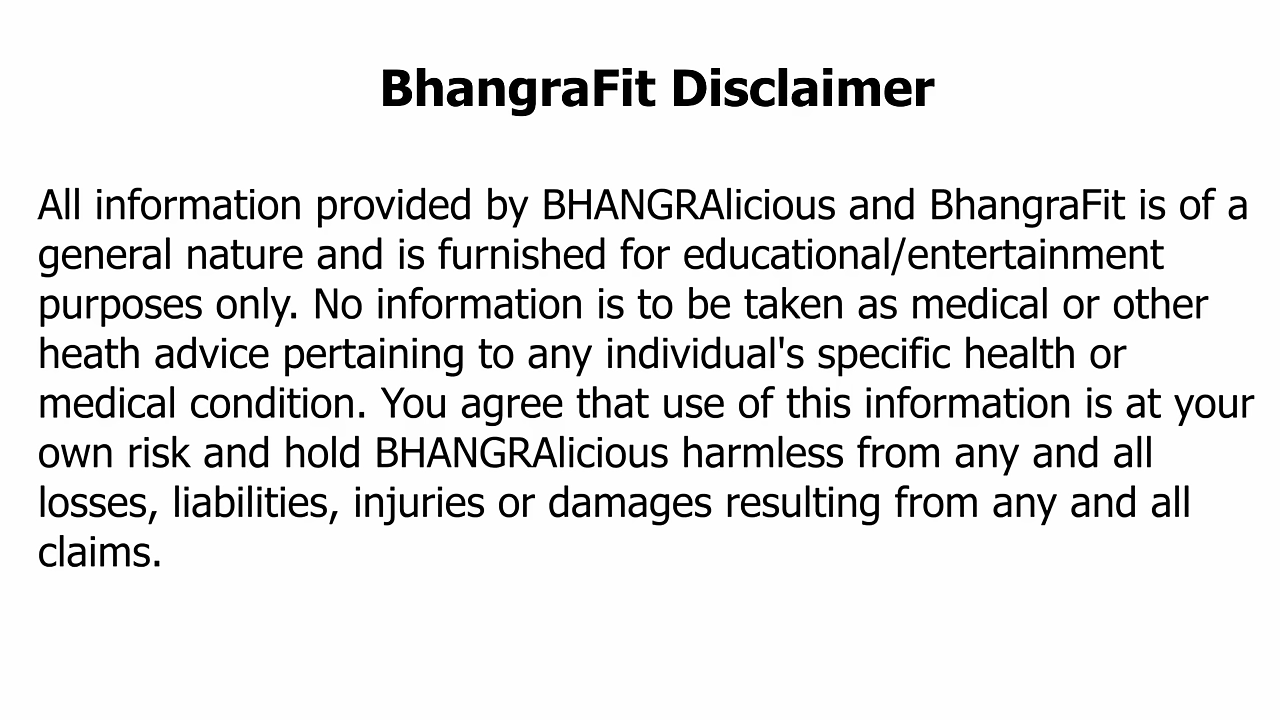 BhangraFit Disclaimer
All information provided by BHANGRAlicious and BhangraFit is of a
general nature and is furnished for educational/entertainment
purposes only. No information is to be taken as medical or other
heath advice pertaining to any individual's specific health or
medical condition. You agree that use of this information is at your
own risk and hold BHANGRAlicious harmless from any and all
losses, liabilities, injuries or damages resulting from any and all
claims.